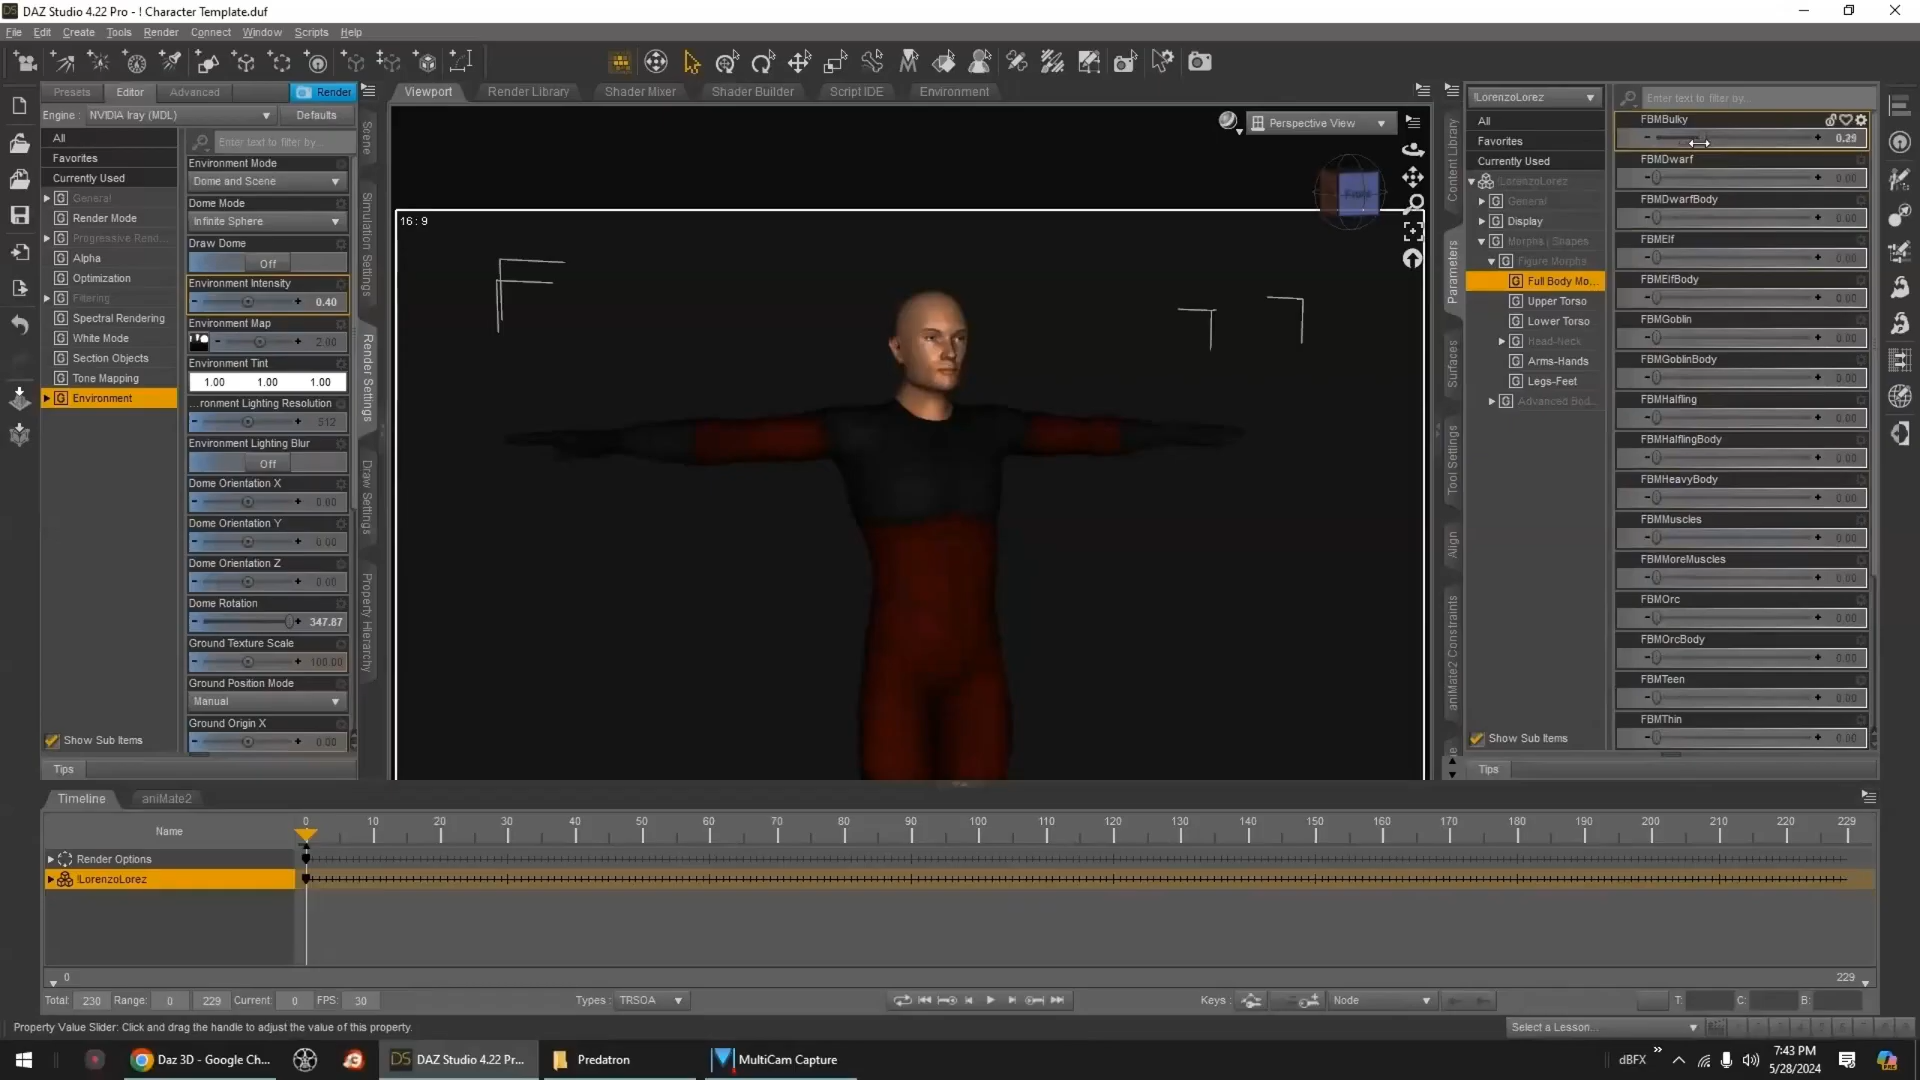 DAZ Studio 4.22 Pro - ! Character Template.duf
File Edit Create Tools Render Connect Window Scripts Help
Presets Editor Advanced Render
Engine : NVIDIA Iray (MDL) Defaults
All
Favorites
Currently Used
General
Render Mode
Progressive Rend...
Alpha
Optimization
Filtering
Spectral Rendering
White Mode
Section Objects
Tone Mapping
Environment
Show Sub Items
Tips
Enter text to filter by...
Environment Mode
Dome and Scene
Dome Mode
Infinite Sphere
Draw Dome
Off
Environment Intensity
0.40
Environment Map
2.00
Environment Tint
1.00 1.00 1.00
...ronment Lighting Resolution
512
Environment Lighting Blur
Off
Dome Orientation X
0.00
Dome Orientation Y
0.00
Dome Orientation Z
0.00
Dome Rotation
347.87
Ground Texture Scale
100.00
Ground Position Mode
Manual
Ground Origin X
0.00
Scene
Simulation Settings
Render Settings
Draw Settings
Property Hierarchy
Viewport Render Library Shader Mixer Shader Builder Script IDE Environment
Perspective View
16 : 9
Content Library
Parameters
Surfaces
Tool Settings
Align
aniMate2 Constraints
!LorenzoLorez
All
Favorites
Currently Used
!LorenzoLorez
General
Display
Morphs | Shapes
Figure Morphs
Full Body Mo...
Upper Torso
Lower Torso
Head-Neck
Arms-Hands
Legs-Feet
Advanced Bod...
Show Sub Items
Tips
Enter text to filter by...
FBMBulky
0.29
FBMDwarf
0.00
FBMDwarfBody
0.00
FBMElf
0.00
FBMElfBody
0.00
FBMGoblin
0.00
FBMGoblinBody
0.00
FBMHalfling
0.00
FBMHalflingBody
0.00
FBMHeavyBody
0.00
FBMMuscles
0.00
FBMMoreMuscles
0.00
FBMOrc
0.00
FBMOrcBody
0.00
FBMTeen
0.00
FBMThin
0.00
Timeline aniMate2
Name
0 10 20 30 40 50 60 70 80 90 100 110 120 130 140 150 160 170 180 190 200 210 220 229
Render Options
!LorenzoLorez
0 229
Total: 230 Range: 0 229 Current: 0 FPS: 30 Types : TRSOA Keys : Node T: C: B:
Property Value Slider: Click and drag the handle to adjust the value of this property.
Select a Lesson...
Daz 3D - Google Ch...
DS DAZ Studio 4.22 Pr...
Predatron
MultiCam Capture
dBFX
7:43 PM
5/28/2024